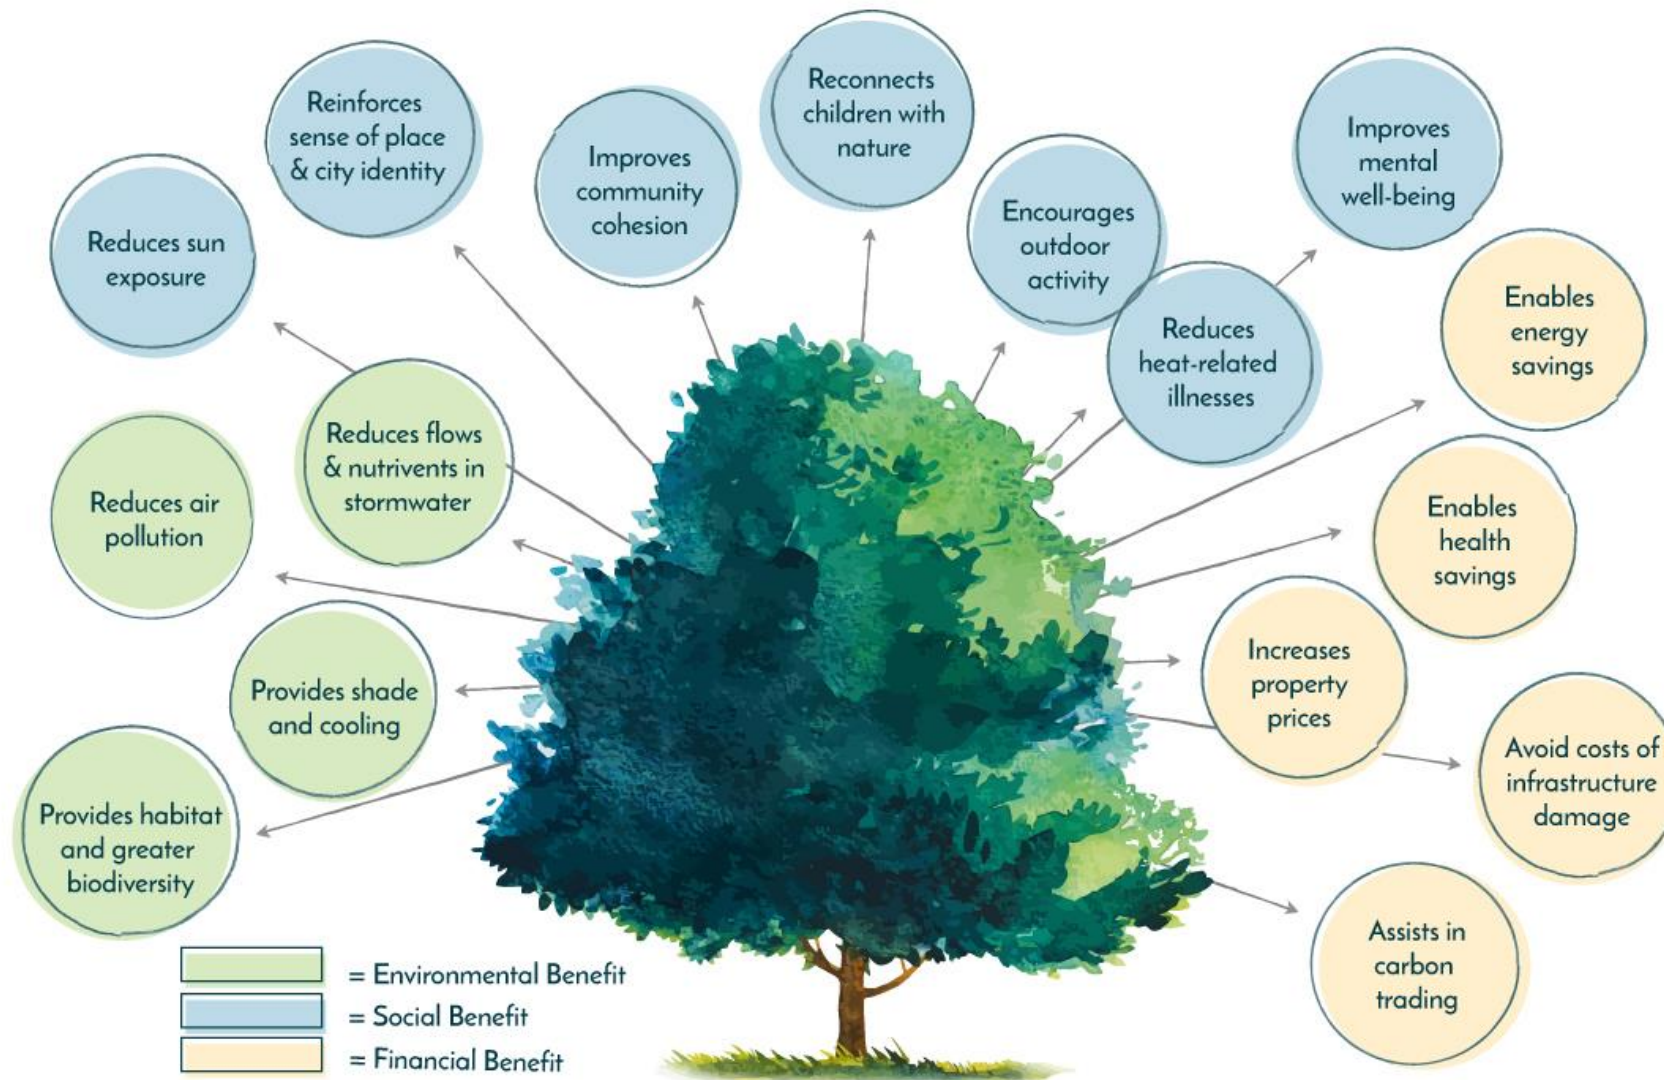 Reinforces
sense of place
& city identity
Reconnects
children with
nature
Improves
mental
well-being
Improves
community
cohesion
Encourages
outdoor
activity
Reduces sun
exposure
Reduces
heat-related
illnesses
Enables
energy
savings
Reduces flows
& nutrivents in
stormwater
Reduces air
pollution
Enables
health
savings
Provides shade
and cooling
Increases
property
prices
Provides habitat
and greater
biodiversity
Avoid costs of
infrastructure
damage
Assists in
carbon
trading
= Environmental Benefit
= Social Benefit
= Financial Benefit